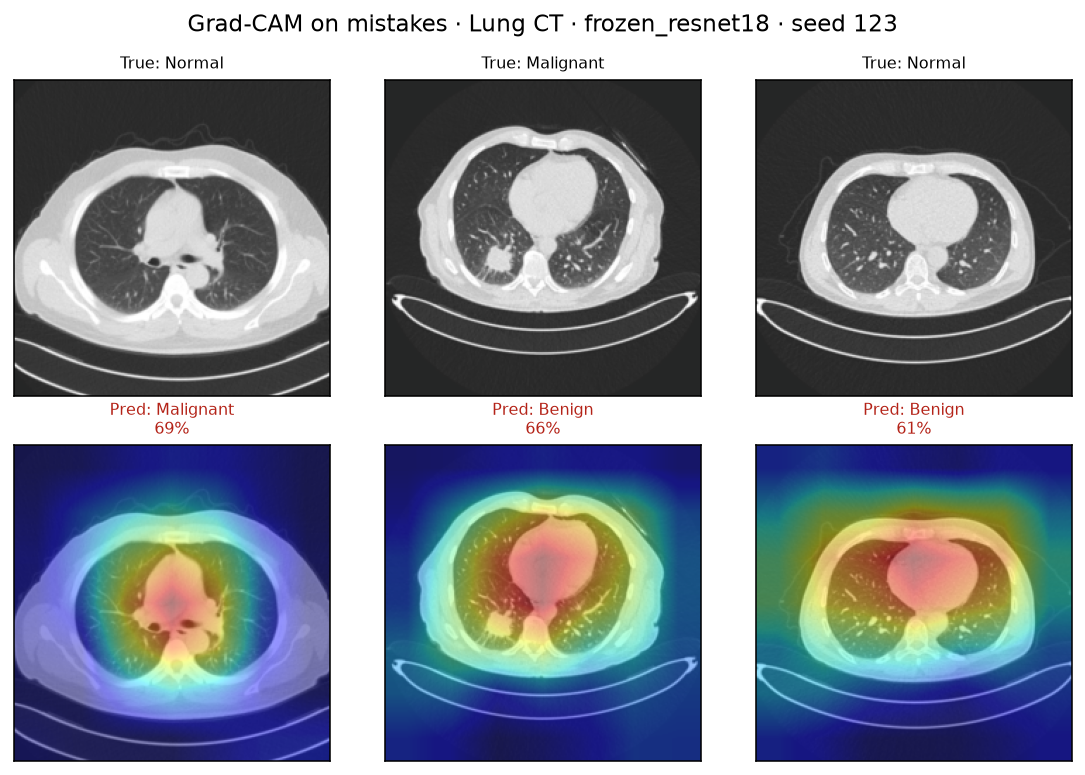 Grad-CAM on mistakes · Lung CT · frozen_resnet18 · seed 123
True: Normal
True: Malignant
True: Normal
Pred: Malignant
69%
Pred: Benign
66%
Pred: Benign
61%